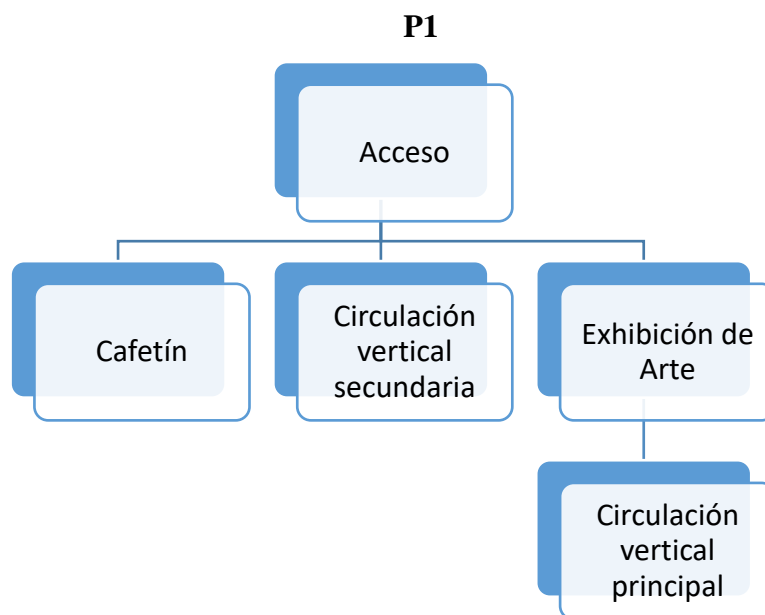 P1
Acceso
Cafetín
Circulación
vertical
secundaria
Exhibición de
Arte
Circulación
vertical
principal